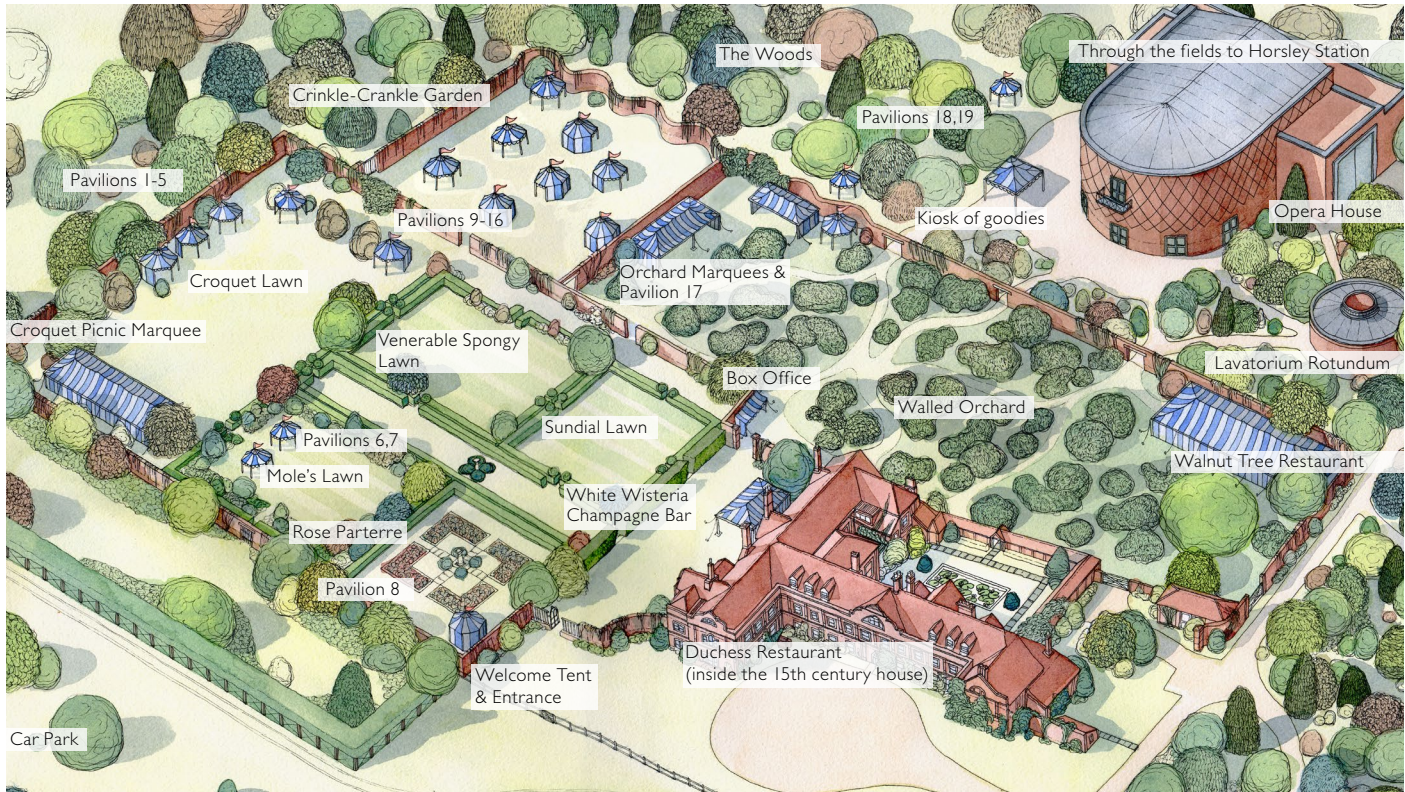 The Woods
Through the fields to Horsley Station
Crinkle-Crankle Garden
Pavilions 18,19
Pavilions 1-5
Pavilions 9-16
Kiosk of goodies
Opera House
Croquet Lawn
Orchard Marquees &
Pavilion 17
Croquet Picnic Marquee
Venerable Spongy
Lawn
Lavatorium Rotundum
Box Office
Walled Orchard
Sundial Lawn
Pavilions 6,7
Walnut Tree Restaurant
Mole's Lawn
White Wisteria
Champagne Bar
Rose Parterre
Pavilion 8
Duchess Restaurant
(inside the 15th century house)
Welcome Tent
& Entrance
Car Park